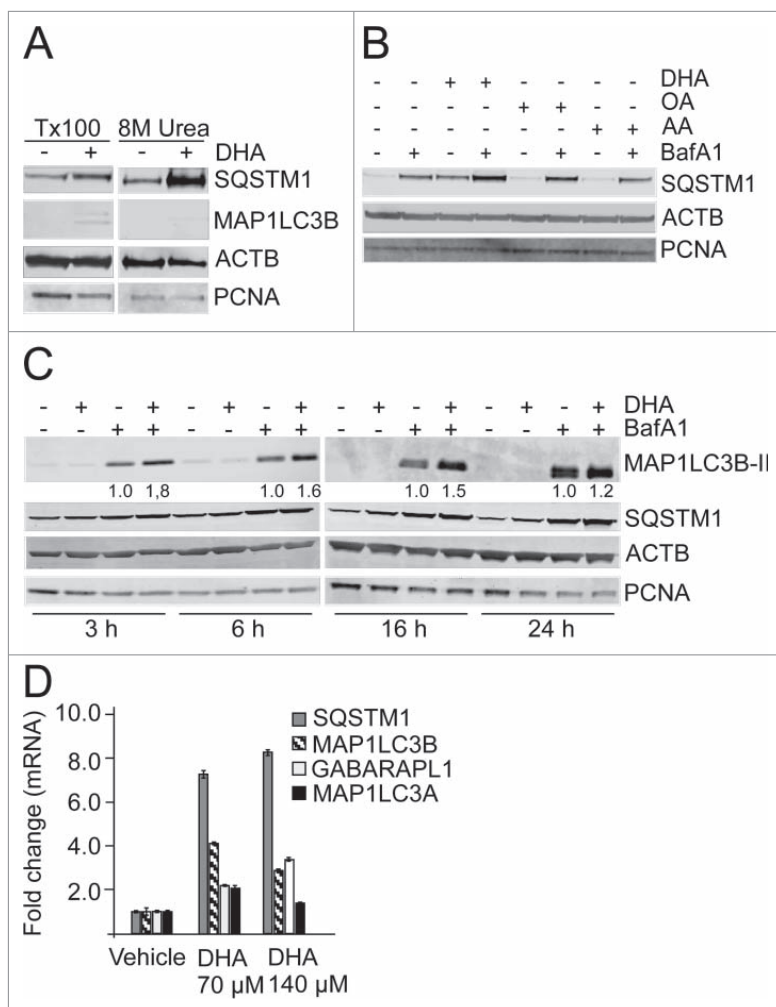 A
Tx100 8M Urea
- + - + DHA
SQSTM1
MAP1LC3B
ACTB
PCNA
B
- - + + - - - - DHA
- - - - + + - - OA
- - - - - - + + AA
- + - + - + - + BafA1
SQSTM1
ACTB
PCNA
C
- + - + - + - + - + - + - + - + DHA
- - + + - - + + - - + + - - + + BafA1
MAP1LC3B-II
1.0 1,8 1.0 1.6 1.0 1.5 1.0 1.2
SQSTM1
ACTB
PCNA
3 h 6 h 16 h 24 h
D
Fold change (mRNA)
10.0
8.0
6.0
4.0
2.0
SQSTM1
MAP1LC3B
GABARAPL1
MAP1LC3A
Vehicle DHA DHA
70 µM 140 µM